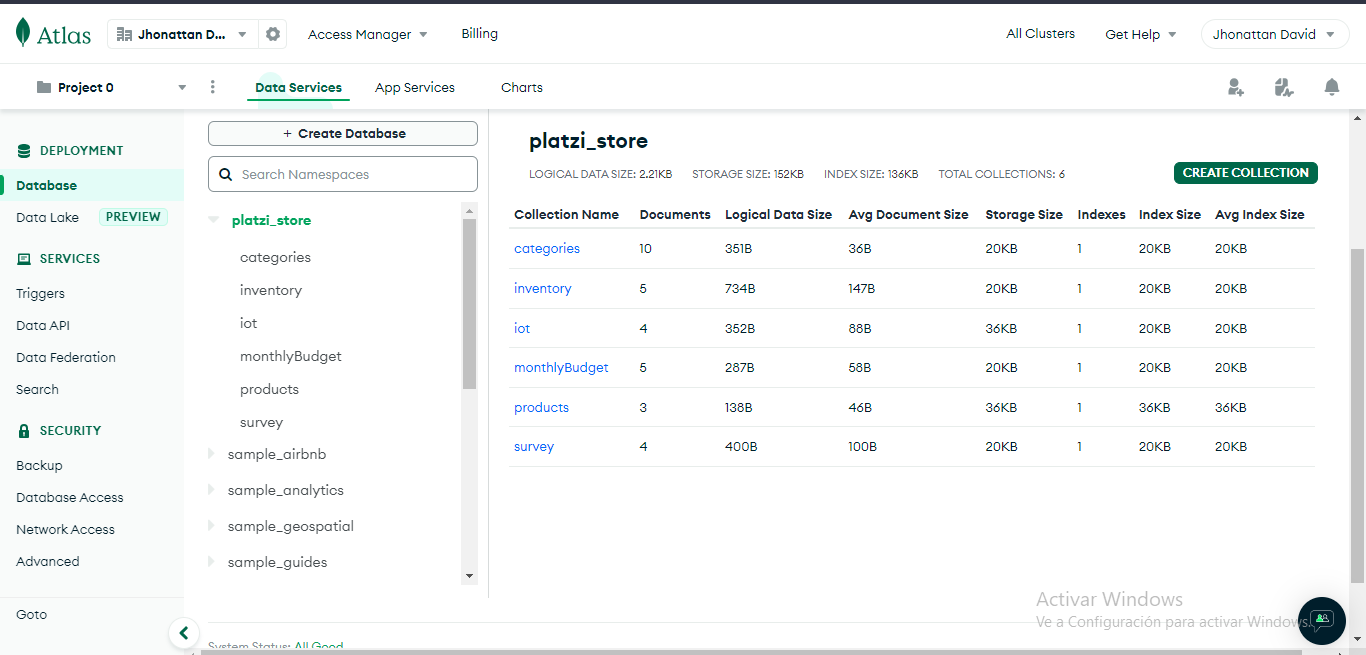 Atlas Jhonattan D... Access Manager Billing All Clusters Get Help Jhonattan David
Project 0 Data Services App Services Charts
DEPLOYMENT
Database
Data Lake PREVIEW
SERVICES
Triggers
Data API
Data Federation
Search
SECURITY
Backup
Database Access
Network Access
Advanced
Goto
+ Create Database
Search Namespaces
platzi_store
categories
inventory
iot
monthlyBudget
products
survey
sample_airbnb
sample_analytics
sample_geospatial
sample_guides
platzi_store
LOGICAL DATA SIZE: 2.21KB STORAGE SIZE: 152KB INDEX SIZE: 136KB TOTAL COLLECTIONS: 6 CREATE COLLECTION
Collection Name Documents Logical Data Size Avg Document Size Storage Size Indexes Index Size Avg Index Size
categories 10 351B 36B 20KB 1 20KB 20KB
inventory 5 734B 147B 20KB 1 20KB 20KB
iot 4 352B 88B 36KB 1 20KB 20KB
monthlyBudget 5 287B 58B 20KB 1 20KB 20KB
products 3 138B 46B 36KB 1 36KB 36KB
survey 4 400B 100B 20KB 1 20KB 20KB
Activar Windows
Ve a Configuración para activar Windows.
System Status: All Good